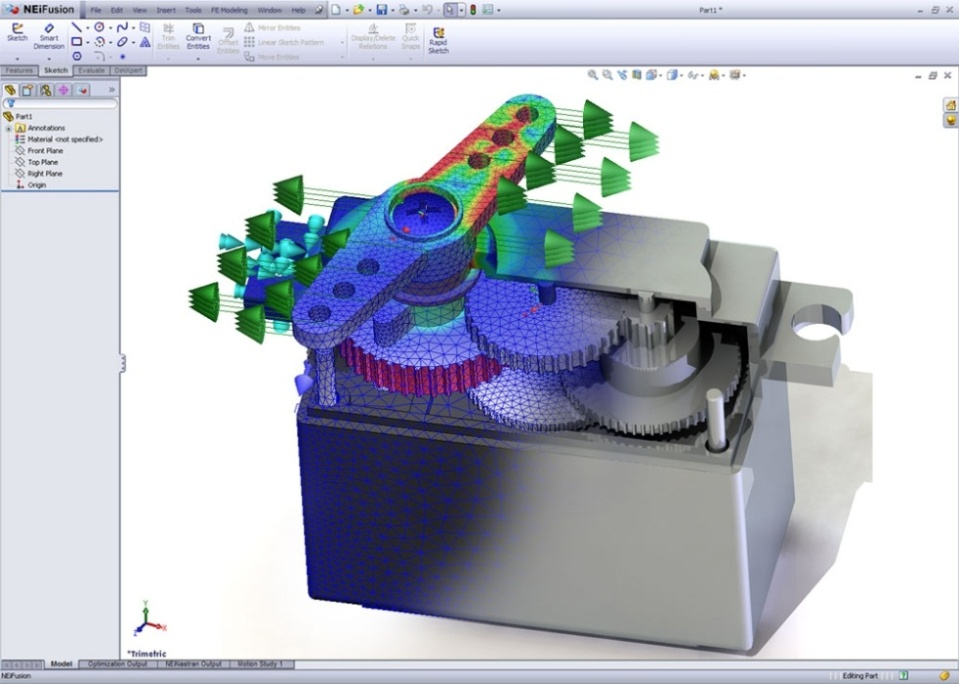 NEiFusion File Edit View Insert Tools FE Modeling Window Help Part1 *
Sketch Smart Dimension Trim Entities Convert Entities Offset Entities Mirror Entities Linear Sketch Pattern Move Entities Display/Delete Relations Quick Snaps Rapid Sketch
Features Sketch Evaluate DimXpert
Part1
Annotations
Material <not specified>
Front Plane
Top Plane
Right Plane
Origin
Y
Z X
*Trimetric
Model Optimization Output NEiNastran Output Motion Study 1
NEiFusion Editing Part